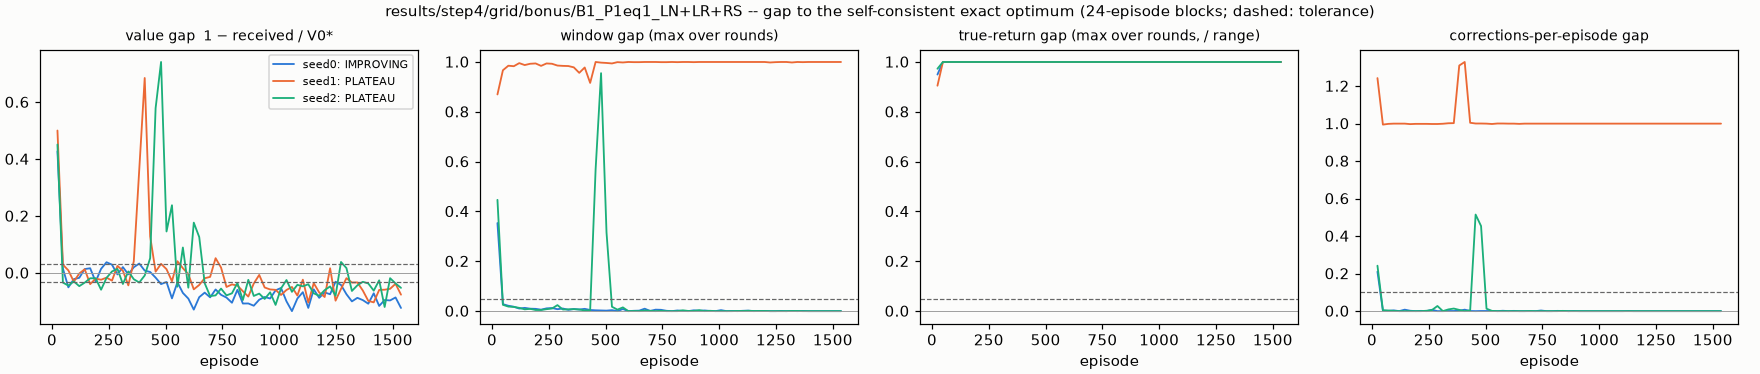 results/step4/grid/bonus/B1_P1eq1_LN+LR+RS -- gap to the self-consistent exact optimum (24-episode blocks; dashed: tolerance)
value gap  1 − received / V0*
seed0: IMPROVING
seed1: PLATEAU
seed2: PLATEAU
0.6
0.4
0.2
0.0
0 250 500 750 1000 1250 1500
episode
window gap (max over rounds)
1.0
0.8
0.6
0.4
0.2
0.0
0 250 500 750 1000 1250 1500
episode
true-return gap (max over rounds, / range)
1.0
0.8
0.6
0.4
0.2
0.0
0 250 500 750 1000 1250 1500
episode
corrections-per-episode gap
1.2
1.0
0.8
0.6
0.4
0.2
0.0
0 250 500 750 1000 1250 1500
episode